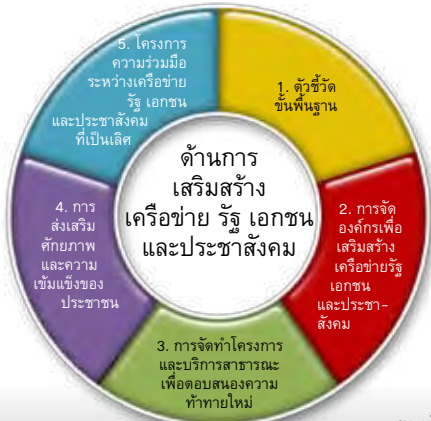 ด้านการ
เสริมสร้าง
เครือข่าย รัฐ เอกชน
และประชาสังคม
1. ตัวชี้วัด
ขั้นพื้นฐาน
2. การจัด
องค์กรเพื่อ
เสริมสร้าง
เครือข่ายรัฐ
เอกชน
และประชา-
สังคม
3. การจัดทำโครงการ
และบริการสาธารณะ
เพื่อตอบสนองความ
ท้าทายใหม่
4. การ
ส่งเสริม
ศักยภาพ
และความ
เข้มแข็งของ
ประชาชน
5. โครงการ
ความร่วมมือ
ระหว่างเครือข่าย
รัฐ เอกชน
และประชาสังคม
ที่เป็นเลิศ